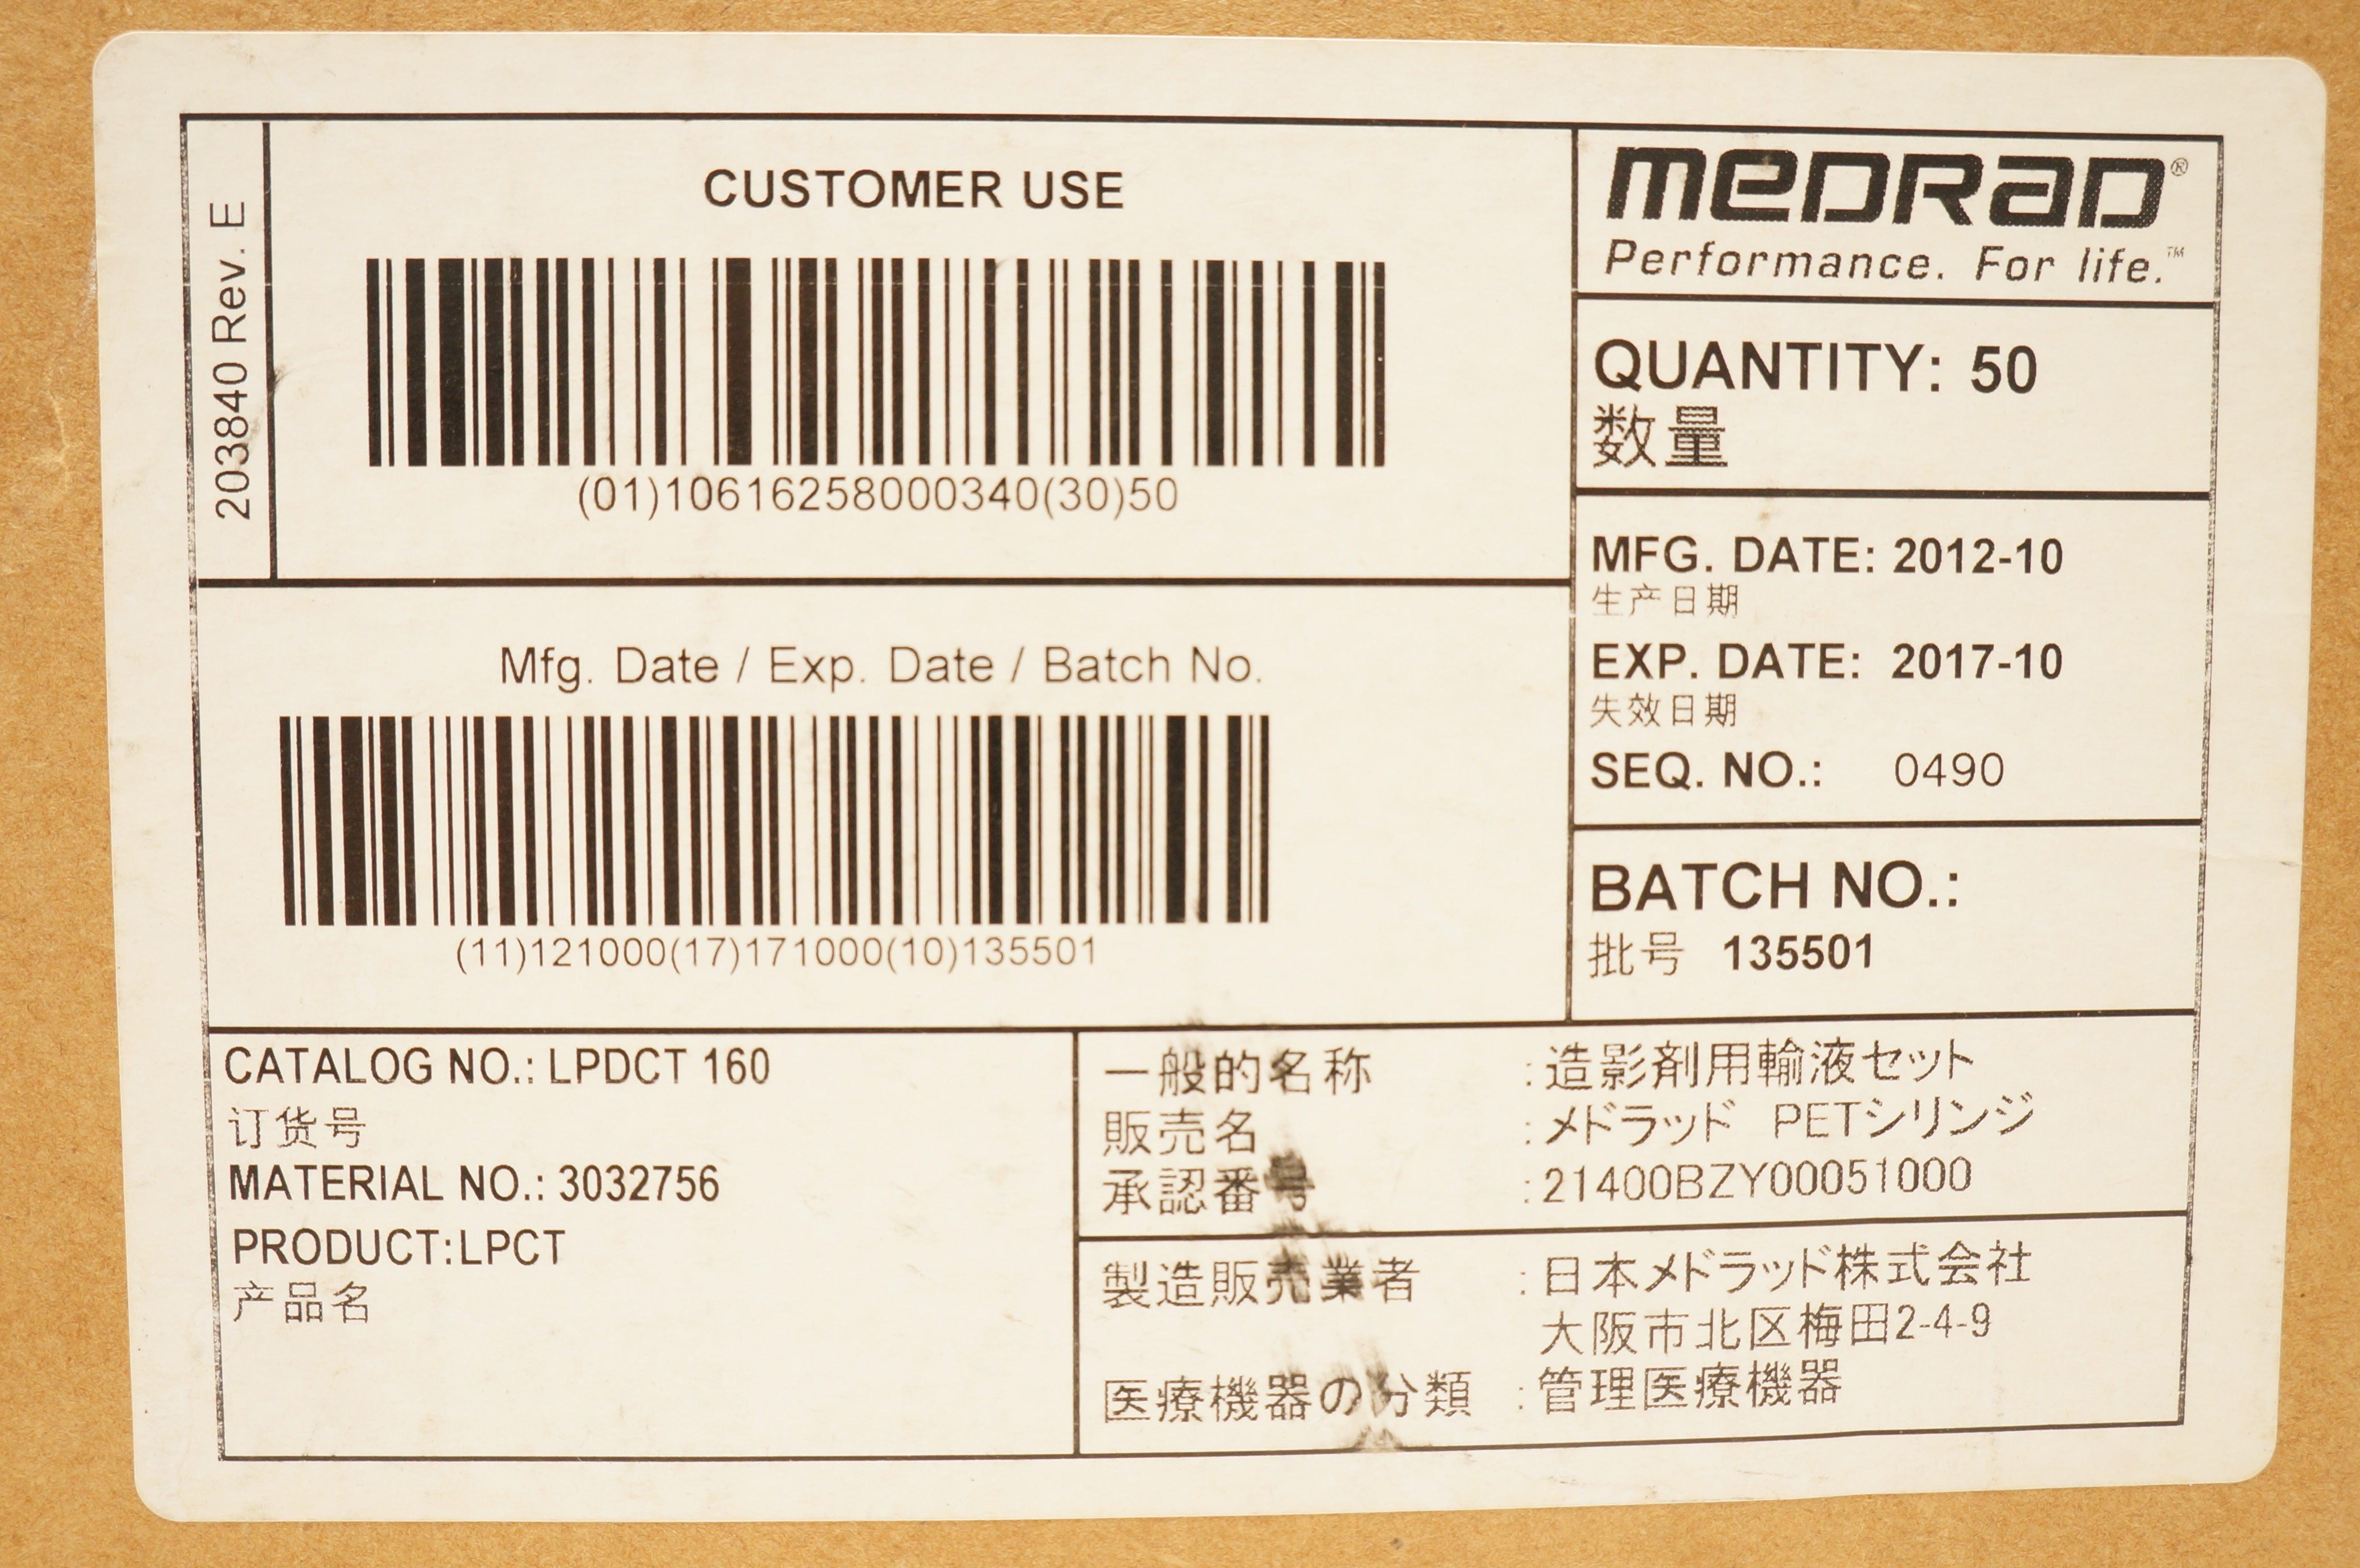 203840 Rev. E
CUSTOMER USE
(01)10616258000340(30)50
MEDRAD®
Performance. For life.™
QUANTITY: 50
数量
MFG. DATE: 2012-10
生产日期
EXP. DATE: 2017-10
失效日期
SEQ. NO.: 0490
Mfg. Date / Exp. Date / Batch No.
(11)121000(17)171000(10)135501
BATCH NO.:
批号 135501
CATALOG NO.: LPDCT 160
订货号
MATERIAL NO.: 3032756
PRODUCT:LPCT
产品名
一般的名称 :造影剤用輸液セット
販売名 :メドラッド PETシリンジ
承認番号 :21400BZY00051000
製造販売業者 :日本メドラッド株式会社
大阪市北区梅田2-4-9
医療機器の分類 :管理医療機器